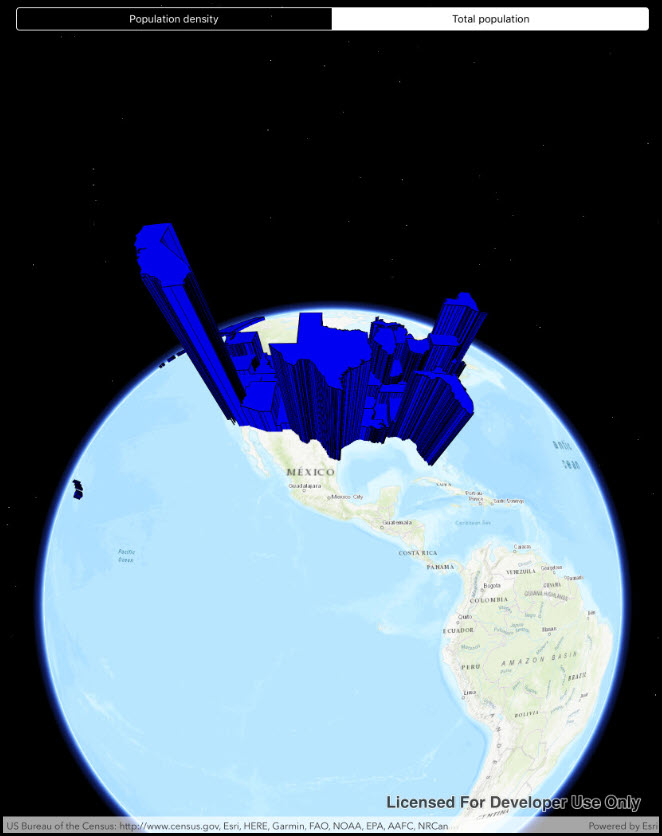 Population density
Total population
MÉXICO
Guadalajara
Mexico City
Santo Domingo
Guatemala
Caribbean Sea
COSTA RICA
Caracas
PANAMA
VENEZUELA
Georgetown
Bogota
COLOMBIA
Pacific
Ocean
Quito
ECUADOR
AMAZON BASIN
PERU
BRAZIL
Lima
BOLIVIA
Licensed For Developer Use Only
US Bureau of the Census: http://www.census.gov, Esri, HERE, Garmin, FAO, NOAA, EPA, AAFC, NRCan
Powered by Esri